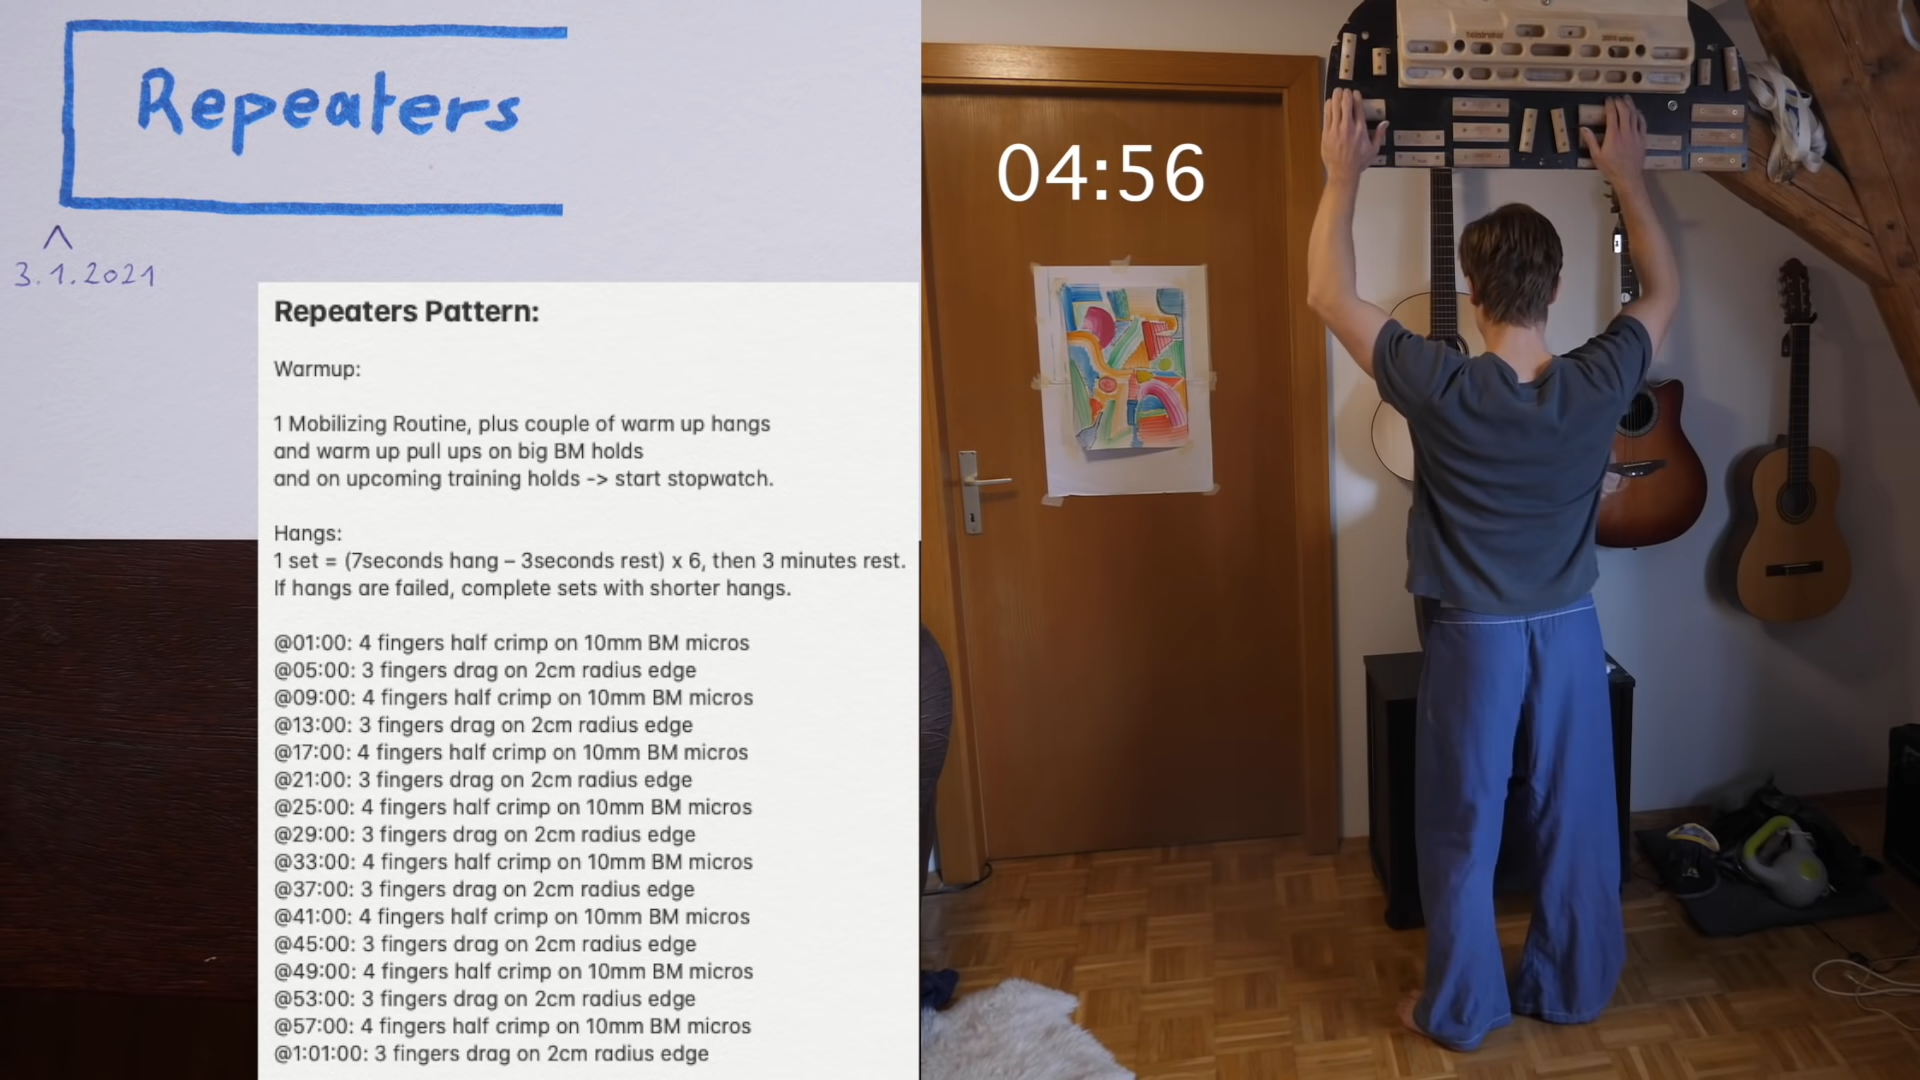 Repeaters
3.1.2021
Repeaters Pattern:
Warmup:
1 Mobilizing Routine, plus couple of warm up hangs
and warm up pull ups on big BM holds
and on upcoming training holds -> start stopwatch.
Hangs:
1 set = (7seconds hang – 3seconds rest) x 6, then 3 minutes rest.
If hangs are failed, complete sets with shorter hangs.
@01:00: 4 fingers half crimp on 10mm BM micros
@05:00: 3 fingers drag on 2cm radius edge
@09:00: 4 fingers half crimp on 10mm BM micros
@13:00: 3 fingers drag on 2cm radius edge
@17:00: 4 fingers half crimp on 10mm BM micros
@21:00: 3 fingers drag on 2cm radius edge
@25:00: 4 fingers half crimp on 10mm BM micros
@29:00: 3 fingers drag on 2cm radius edge
@33:00: 4 fingers half crimp on 10mm BM micros
@37:00: 3 fingers drag on 2cm radius edge
@41:00: 4 fingers half crimp on 10mm BM micros
@45:00: 3 fingers drag on 2cm radius edge
@49:00: 4 fingers half crimp on 10mm BM micros
@53:00: 3 fingers drag on 2cm radius edge
@57:00: 4 fingers half crimp on 10mm BM micros
@1:01:00: 3 fingers drag on 2cm radius edge
04:56